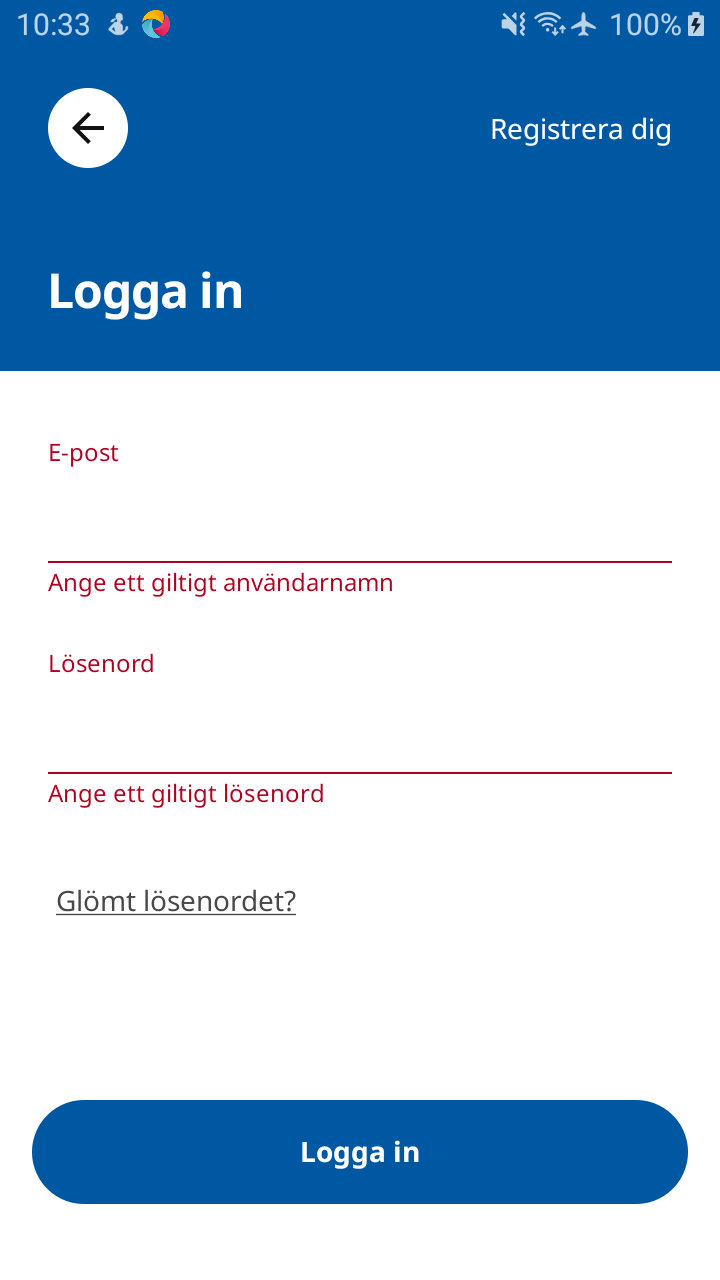 10:33
100%
Registrera dig
Logga in
E-post
Ange ett giltigt användarnamn
Lösenord
Ange ett giltigt lösenord
Glömt lösenordet?
Logga in